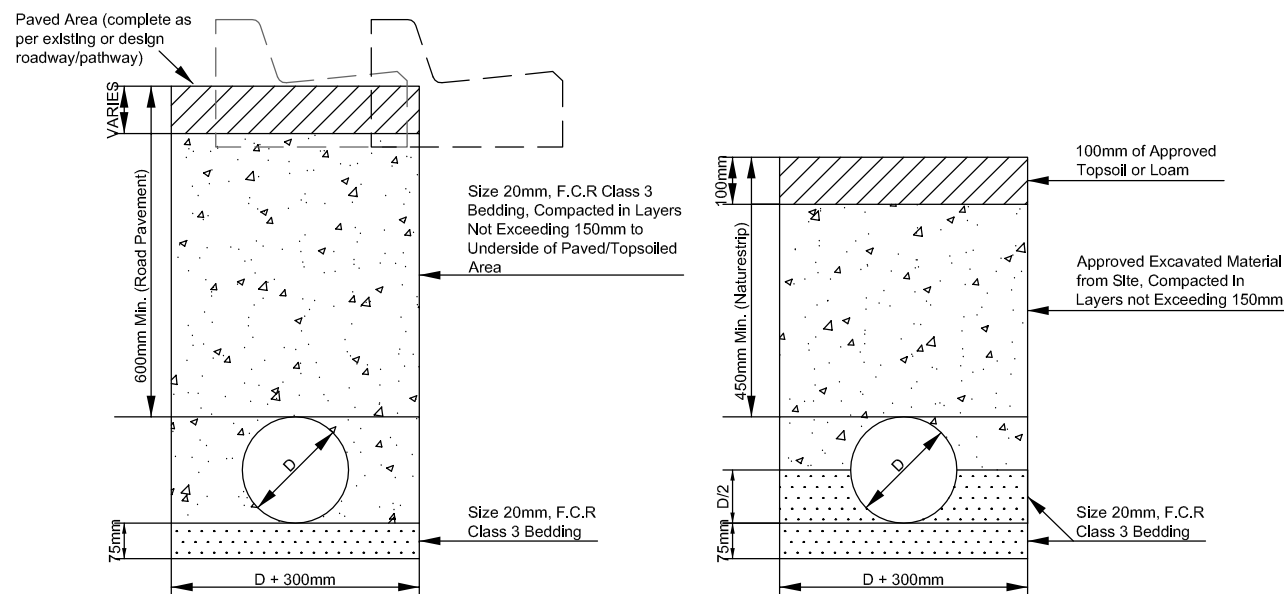 Paved Area (complete as
per existing or design
roadway/pathway)
VARIES
600mm Min. (Road Pavement)
Size 20mm, F.C.R Class 3
Bedding, Compacted in Layers
Not Exceeding 150mm to
Underside of Paved/Topsoiled
Area
D
Size 20mm, F.C.R
Class 3 Bedding
75mm
D + 300mm
100mm
100mm of Approved
Topsoil or Loam
450mm Min. (Naturestrip)
Approved Excavated Material
from Site, Compacted in
Layers not Exceeding 150mm
D
D/2
Size 20mm, F.C.R
Class 3 Bedding
75mm
D + 300mm